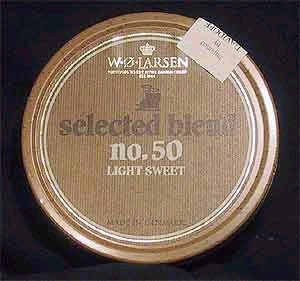 W.Ø.LARSEN
selected blend
no.50
LIGHT SWEET
MADE IN DENMARK